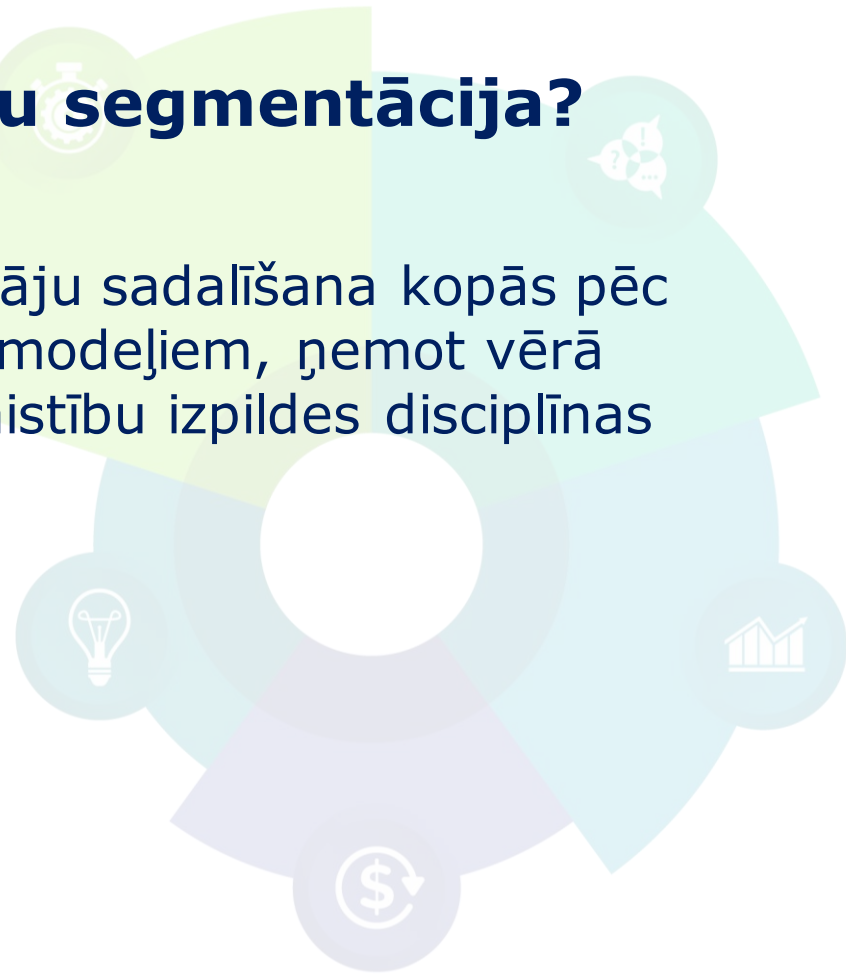 u segmentācija?
āju sadalīšana kopās pēc
modeļiem, ņemot vērā
istību izpildes disciplīnas